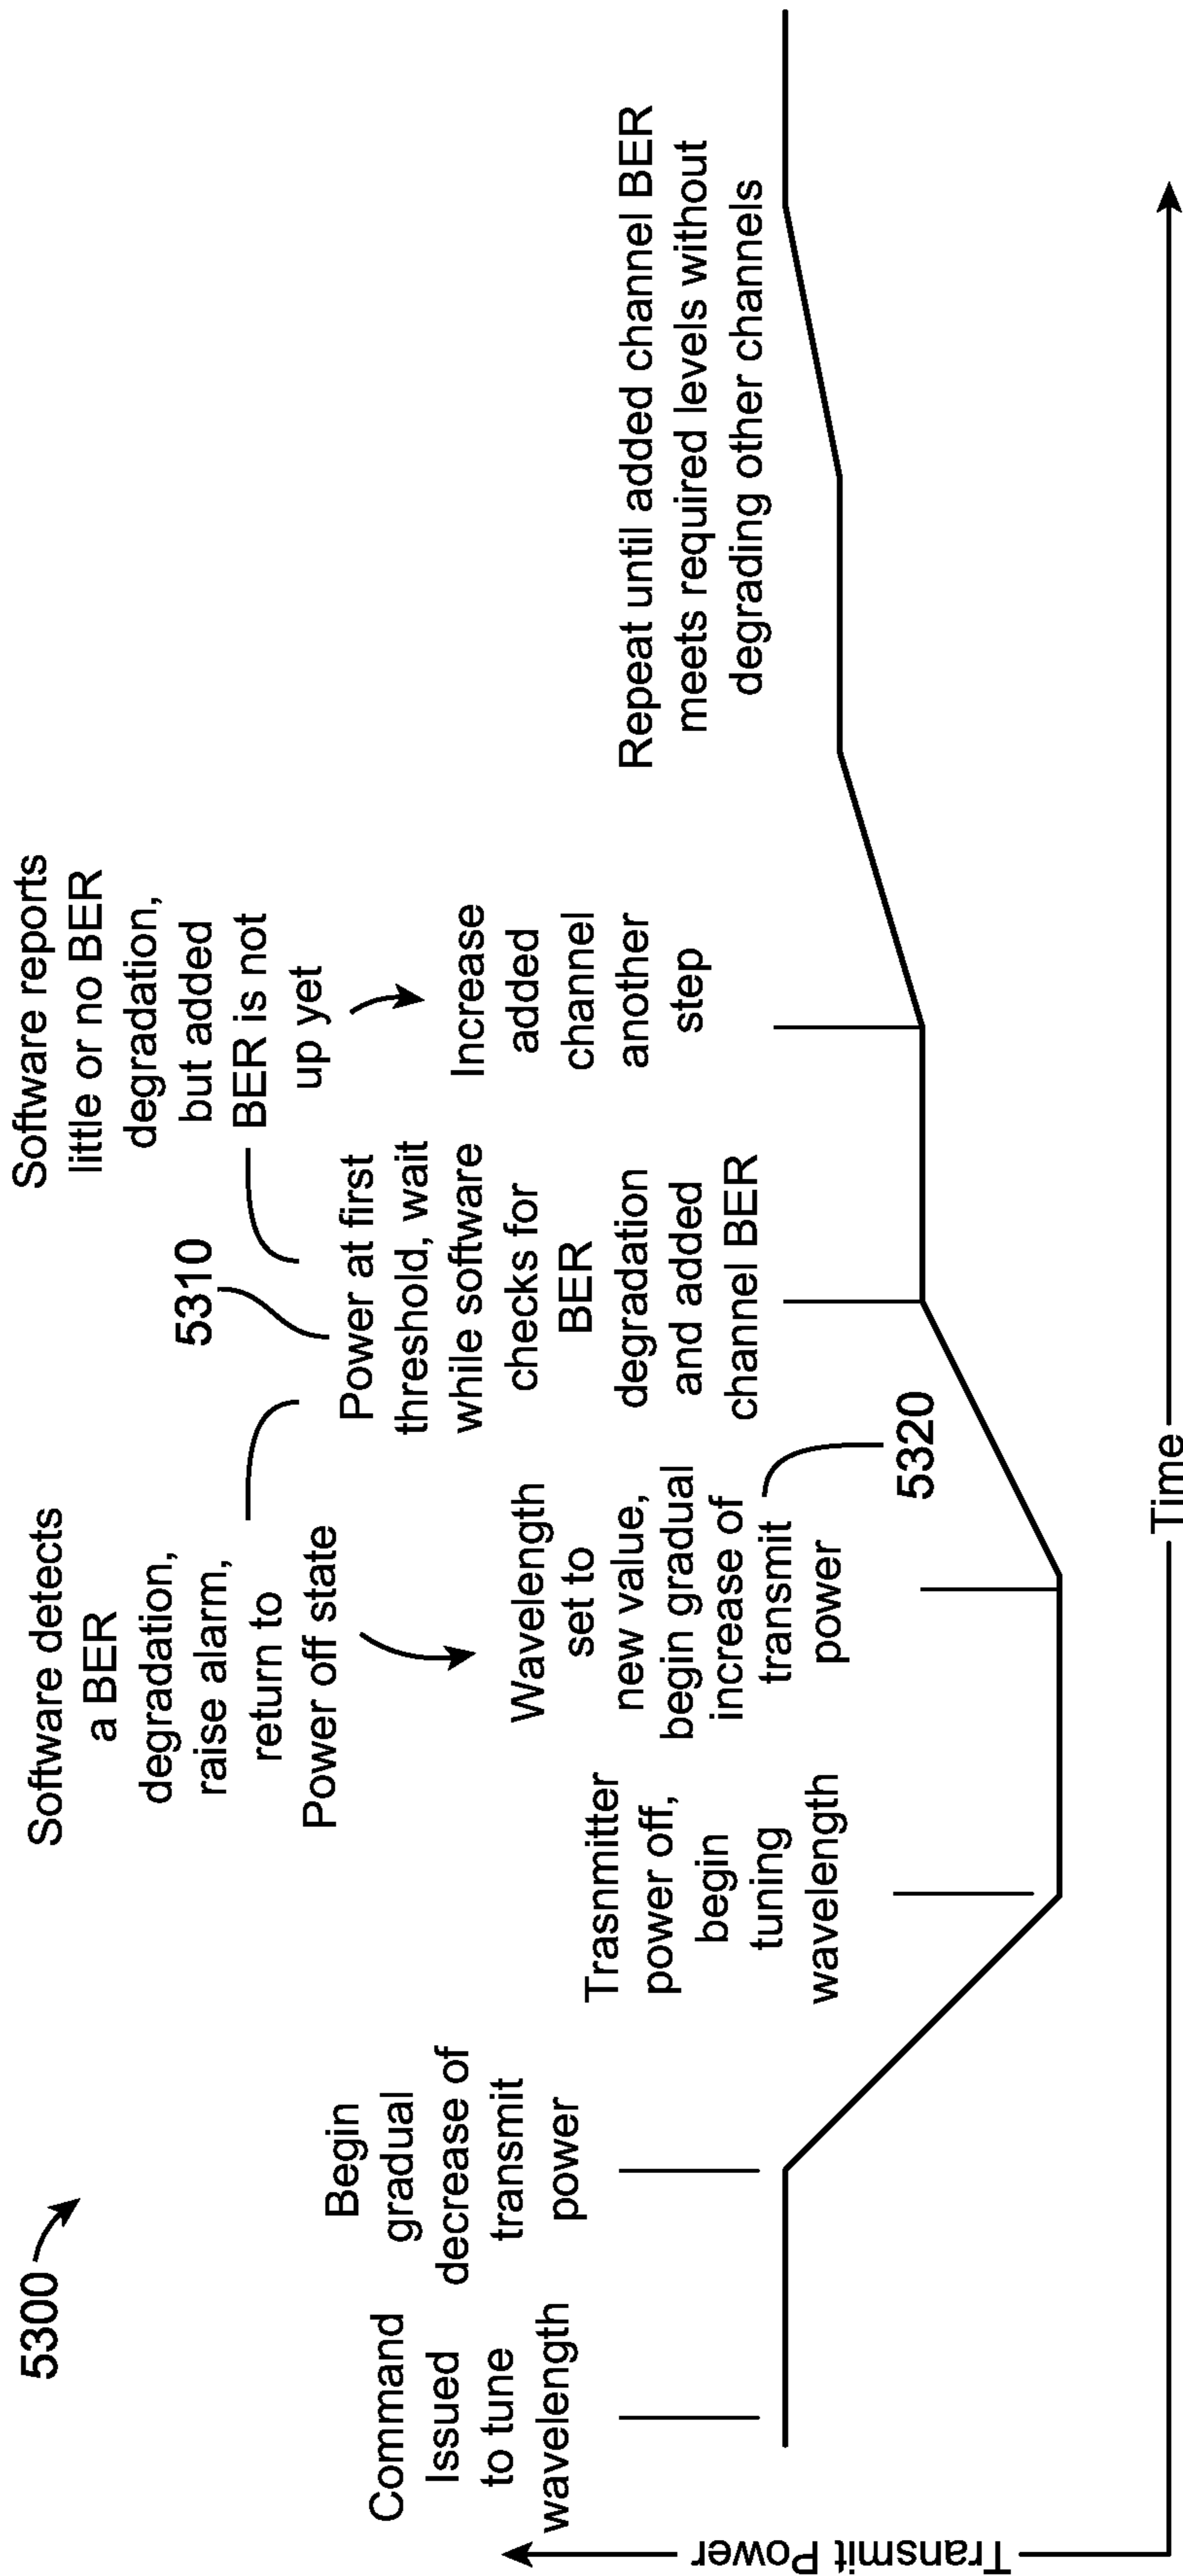 5300
Command
Issued
to tune
wavelength
Begin
gradual
decrease of
transmit
power
Trasnmitter
power off,
begin
tuning
wavelength
Software detects
a BER
degradation,
raise alarm,
return to
Power off state
Wavelength
set to
new value,
begin gradual
increase of
transmit
power
5320
5310
Power at first
threshold, wait
while software
checks for
BER
degradation
and added
channel BER
Software reports
little or no BER
degradation,
but added
BER is not
up yet
Increase
added
channel
another
step
Repeat until added channel BER
meets required levels without
degrading other channels
Transmit Power
Time